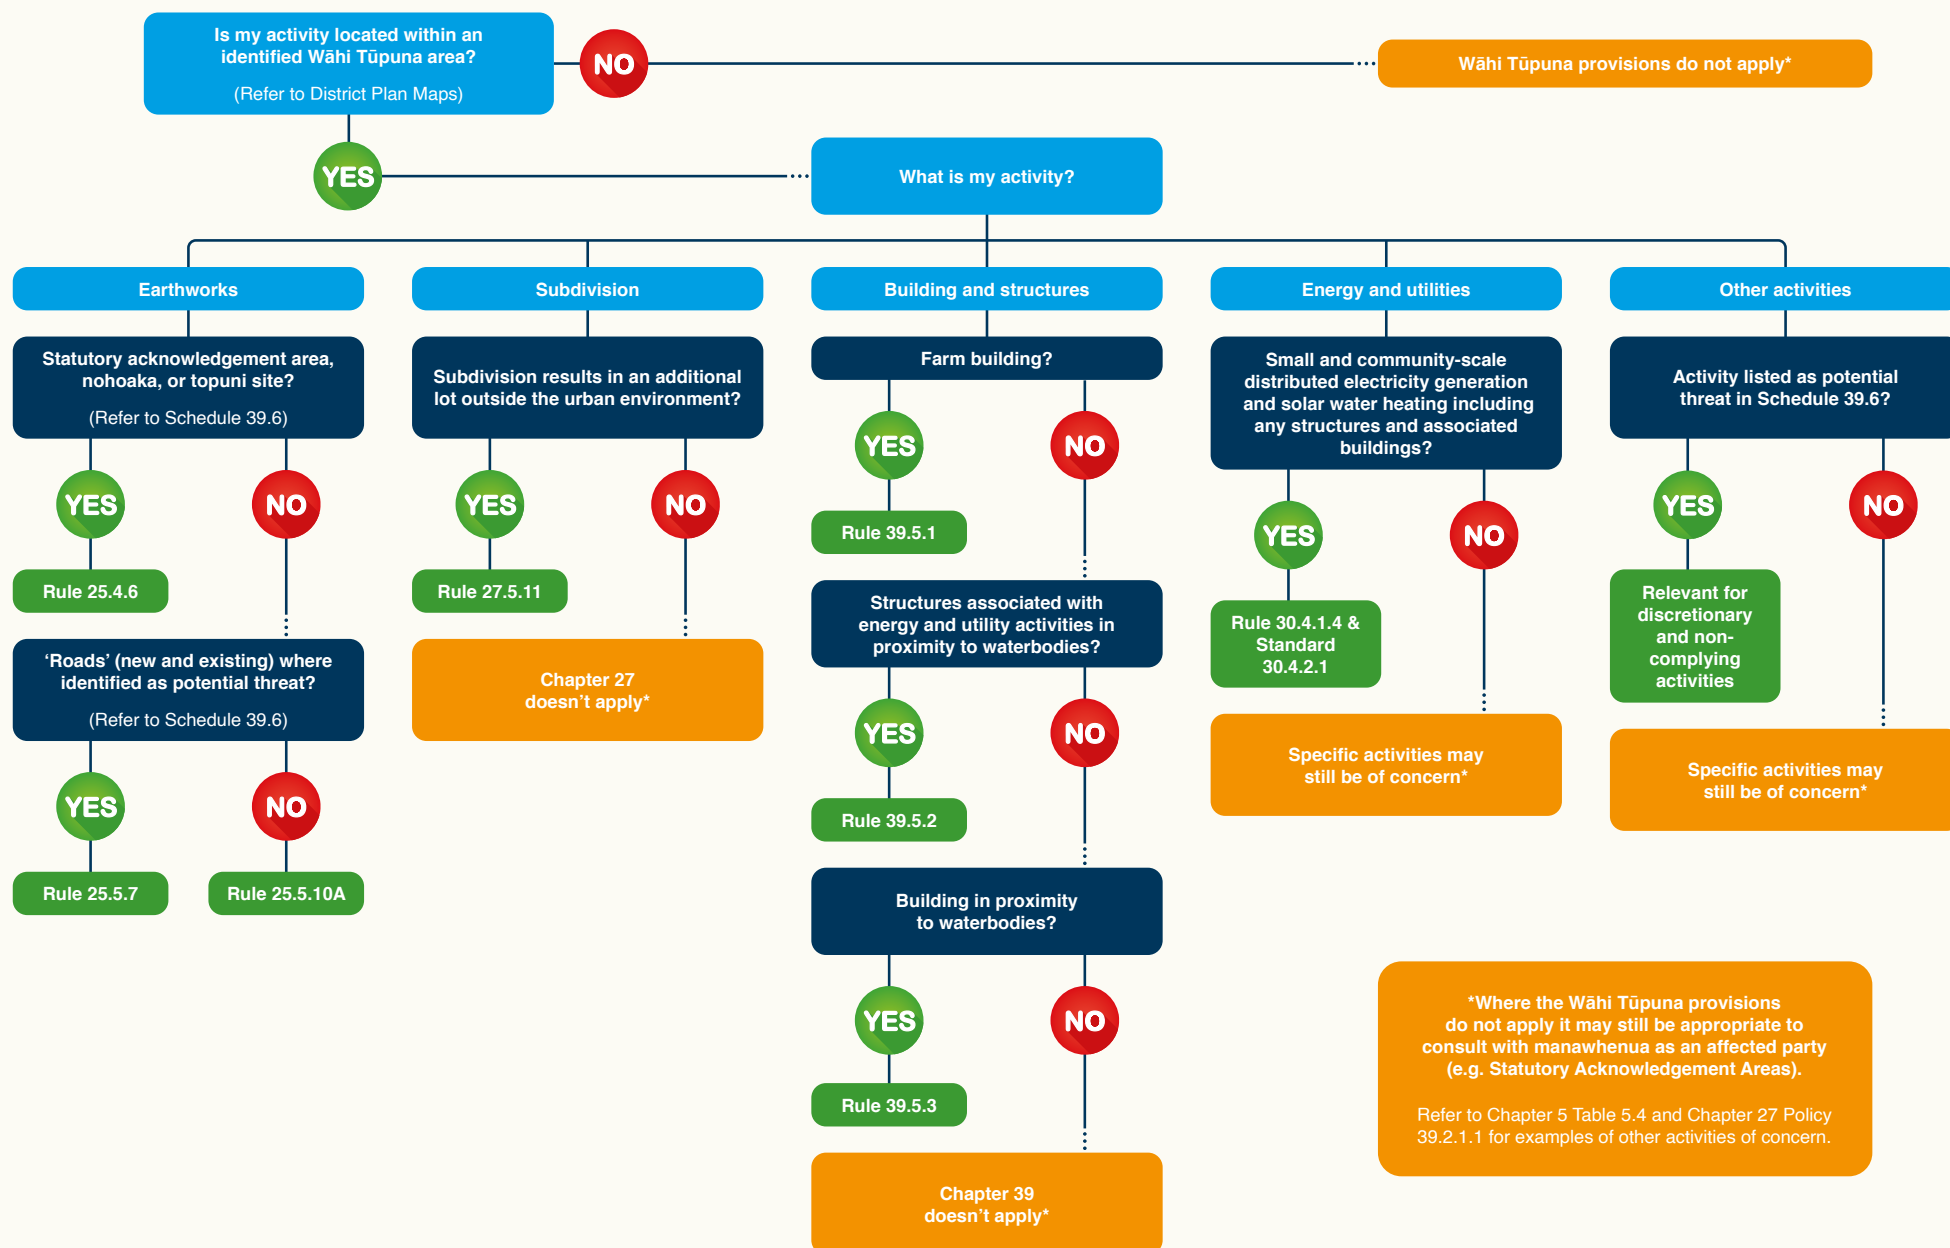 Is my activity located within an
identified Wāhi Tūpuna area?
(Refer to District Plan Maps)
NO
Wāhi Tūpuna provisions do not apply*
YES
What is my activity?
Earthworks
Statutory acknowledgement area,
nohoaka, or topuni site?
(Refer to Schedule 39.6)
YES
NO
Rule 25.4.6
‘Roads’ (new and existing) where
identified as potential threat?
(Refer to Schedule 39.6)
YES
NO
Rule 25.5.7
Rule 25.5.10A
Subdivision
Subdivision results in an additional
lot outside the urban environment?
YES
NO
Rule 27.5.11
Chapter 27
doesn’t apply*
Building and structures
Farm building?
YES
NO
Rule 39.5.1
Structures associated with
energy and utility activities in
proximity to waterbodies?
YES
NO
Rule 39.5.2
Building in proximity
to waterbodies?
YES
NO
Rule 39.5.3
Chapter 39
doesn’t apply*
Energy and utilities
Small and community-scale
distributed electricity generation
and solar water heating including
any structures and associated
buildings?
YES
NO
Rule 30.4.1.4 &
Standard
30.4.2.1
Specific activities may
still be of concern*
Other activities
Activity listed as potential
threat in Schedule 39.6?
YES
NO
Relevant for
discretionary
and non-
complying
activities
Specific activities may
still be of concern*
*Where the Wāhi Tūpuna provisions
do not apply it may still be appropriate to
consult with manawhenua as an affected party
(e.g. Statutory Acknowledgement Areas).
Refer to Chapter 5 Table 5.4 and Chapter 27 Policy
39.2.1.1 for examples of other activities of concern.